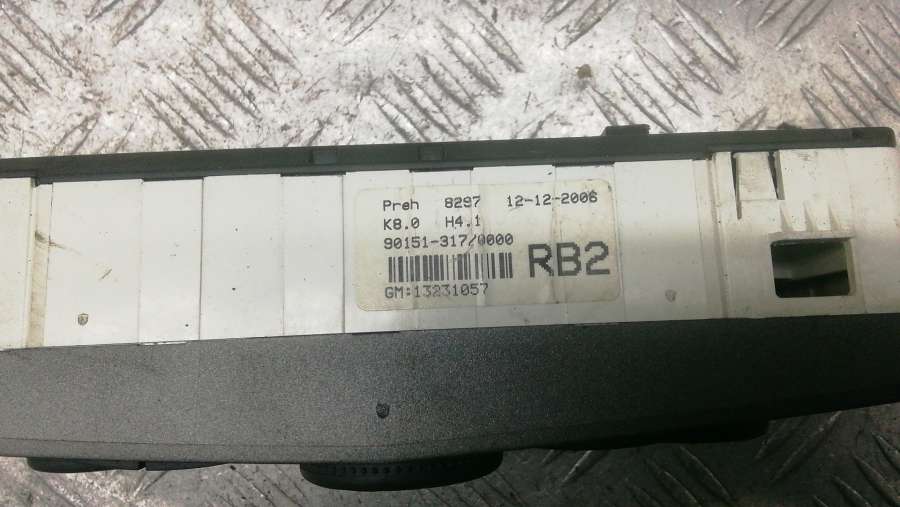 Preh 8297 12-12-2006
K8.0 H4.1
90151-317/0000
RB2
GM:13231057